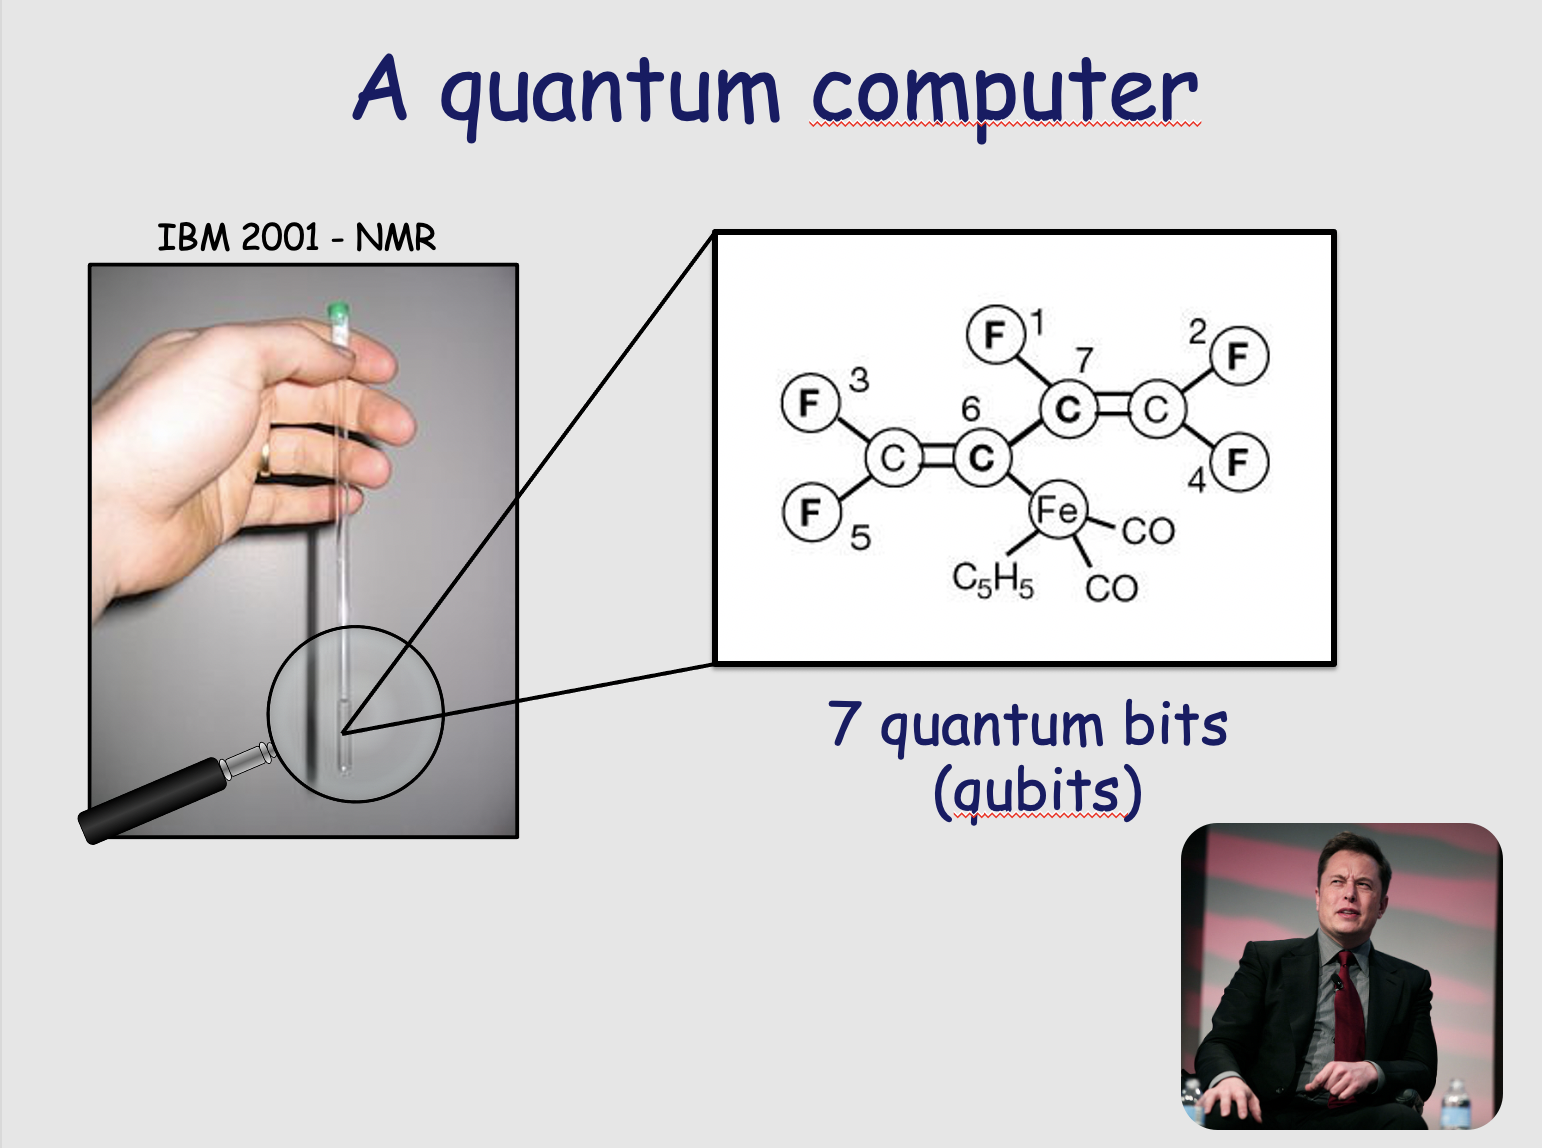 A quantum computer
IBM 2001 - NMR
F 1
2 F
7
F 3
6
C C
C C
F 4
F 5
Fe CO
C5H5 CO
7 quantum bits
(qubits)